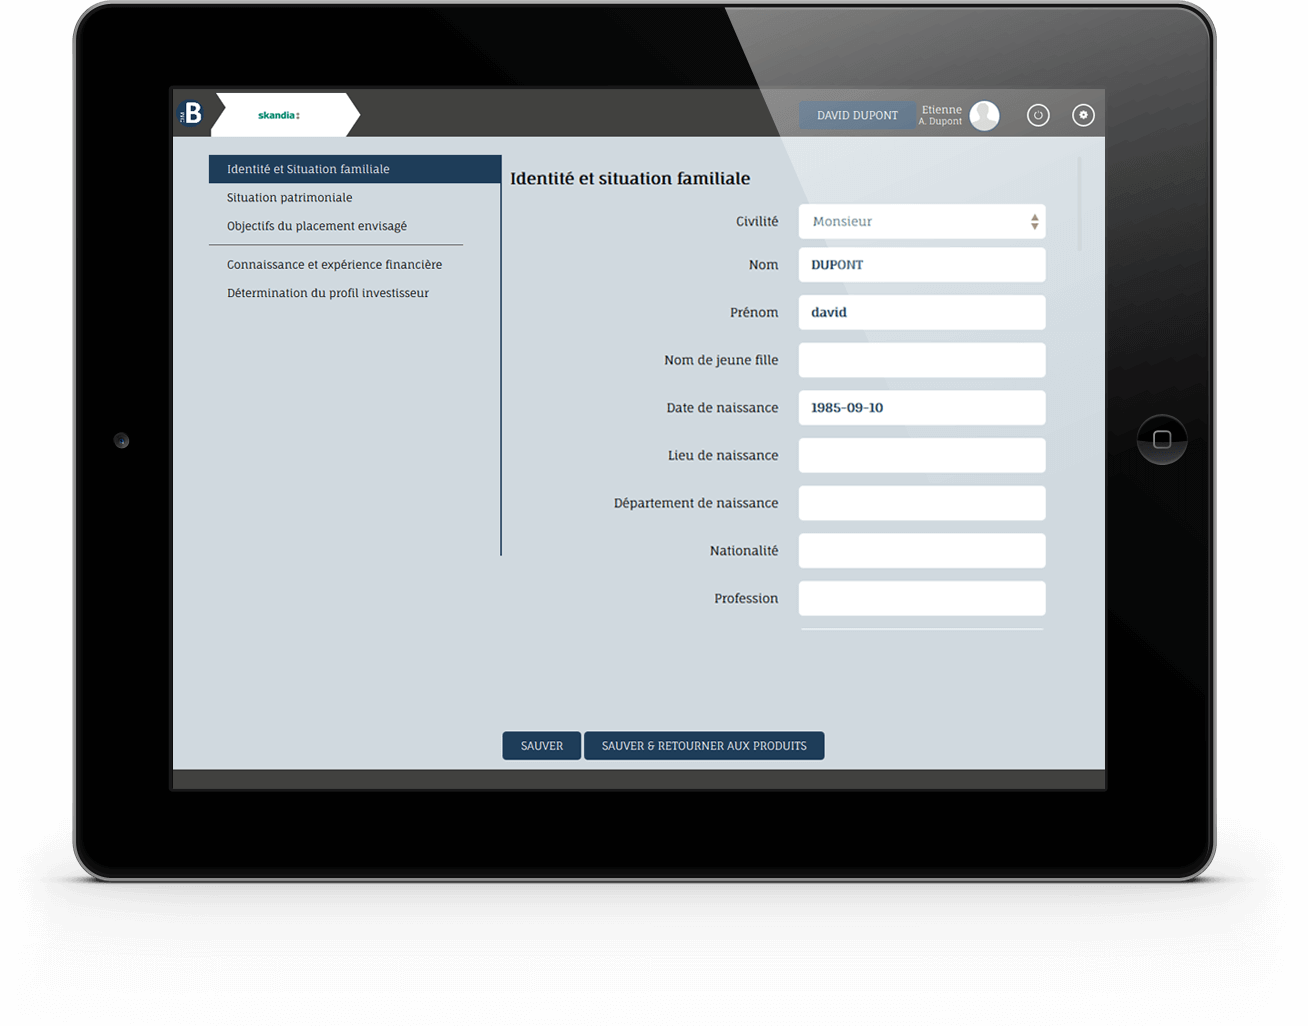 B
skandia:
DAVID DUPONT
Etienne
A. Dupont
Identité et Situation familiale
Situation patrimoniale
Objectifs du placement envisagé
Connaissance et expérience financière
Détermination du profil investisseur
Identité et situation familiale
Civilité Monsieur
Nom DUPONT
Prénom david
Nom de jeune fille
Date de naissance 1985-09-10
Lieu de naissance
Département de naissance
Nationalité
Profession
SAUVER
SAUVER & RETOURNER AUX PRODUITS